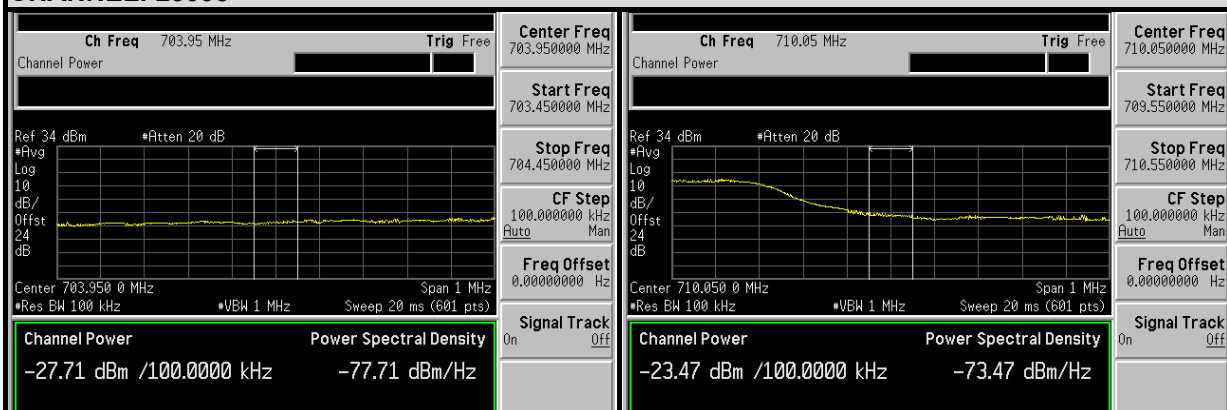 Ch Freq 703.95 MHz Trig Free
Channel Power
Ref 34 dBm #Atten 20 dB
#Avg
Log
10
dB/
Offst
24
dB
Center 703.950 0 MHz Span 1 MHz
#Res BW 100 kHz #VBW 1 MHz Sweep 20 ms (601 pts)
Channel Power Power Spectral Density
-27.71 dBm /100.0000 kHz -77.71 dBm/Hz
Center Freq
703.950000 MHz
Start Freq
703.450000 MHz
Stop Freq
704.450000 MHz
CF Step
100.000000 kHz
Auto Man
Freq Offset
0.00000000 Hz
Signal Track
On Off
Ch Freq 710.05 MHz Trig Free
Channel Power
Ref 34 dBm #Atten 20 dB
#Avg
Log
10
dB/
Offst
24
dB
Center 710.050 0 MHz Span 1 MHz
#Res BW 100 kHz #VBW 1 MHz Sweep 20 ms (601 pts)
Channel Power Power Spectral Density
-23.47 dBm /100.0000 kHz -73.47 dBm/Hz
Center Freq
710.050000 MHz
Start Freq
709.550000 MHz
Stop Freq
710.550000 MHz
CF Step
100.000000 kHz
Auto Man
Freq Offset
0.00000000 Hz
Signal Track
On Off